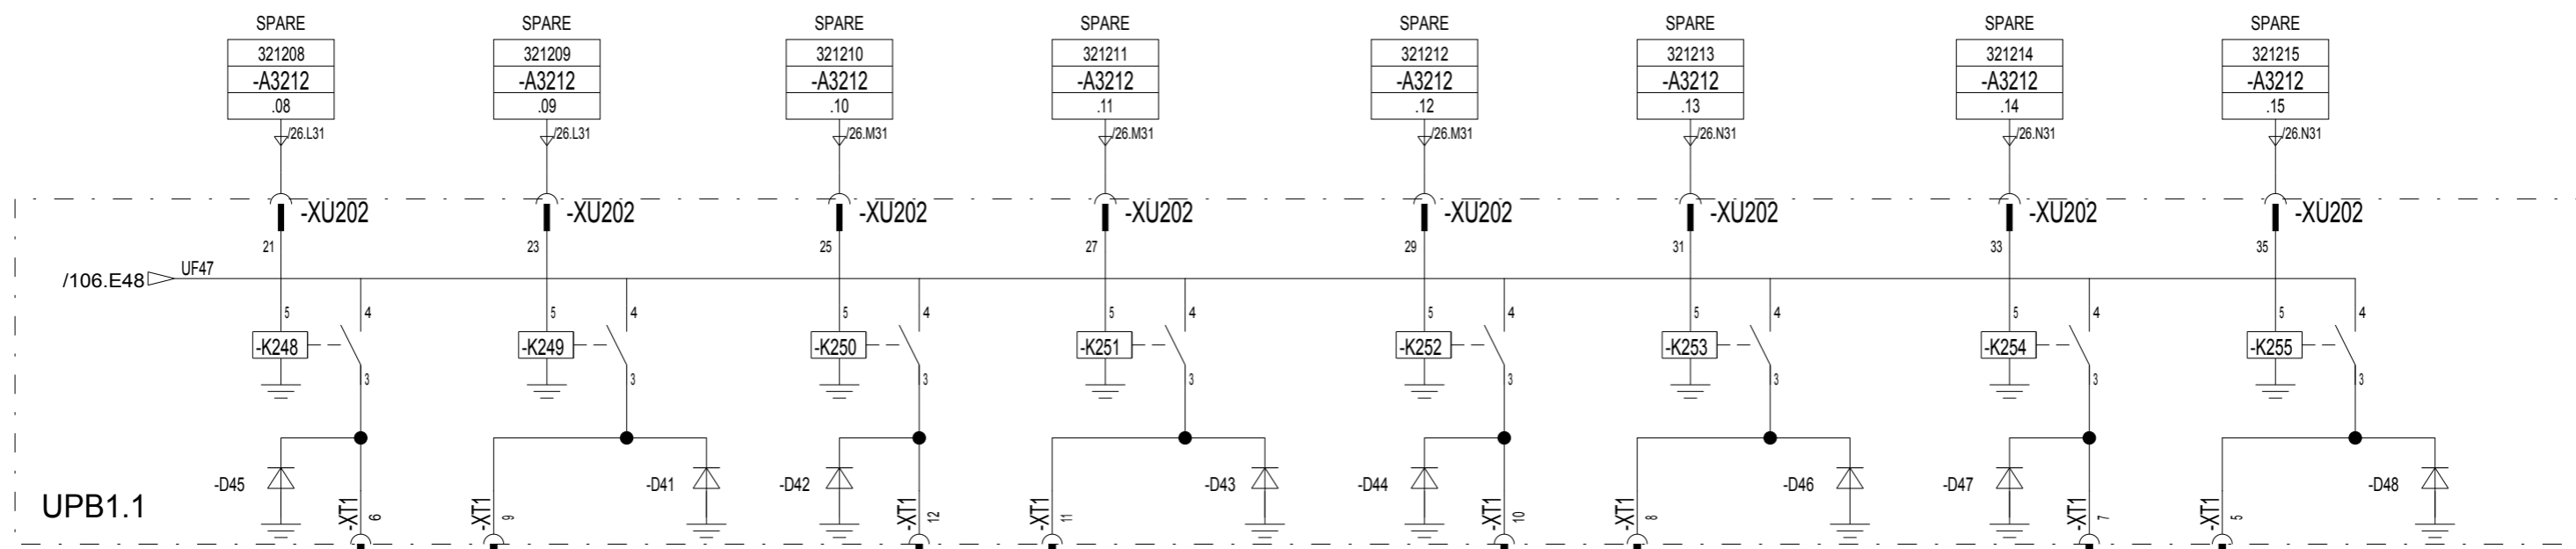 SPARE SPARE SPARE SPARE SPARE SPARE SPARE SPARE
321208 321209 321210 321211 321212 321213 321214 321215
-A3212 -A3212 -A3212 -A3212 -A3212 -A3212 -A3212 -A3212
.08 .09 .10 .11 .12 .13 .14 .15
/26.L31 /26.L31 /26.M31 /26.M31 /26.M31 /26.N31 /26.N31 /26.N31
-XU202 -XU202 -XU202 -XU202 -XU202 -XU202 -XU202 -XU202
21 23 25 27 29 31 33 35
/106.E48 UF47
5 4 5 4 5 4 5 4 5 4 5 4 5 4 5 4
-K248 -K249 -K250 -K251 -K252 -K253 -K254 -K255
3 3 3 3 3 3 3 3
-D45 -D41 -D42 -D43 -D44 -D46 -D47 -D48
UPB1.1 -XT1 6 -XT1 9 -XT1 12 -XT1 11 -XT1 10 -XT1 8 -XT1 7 -XT1 5